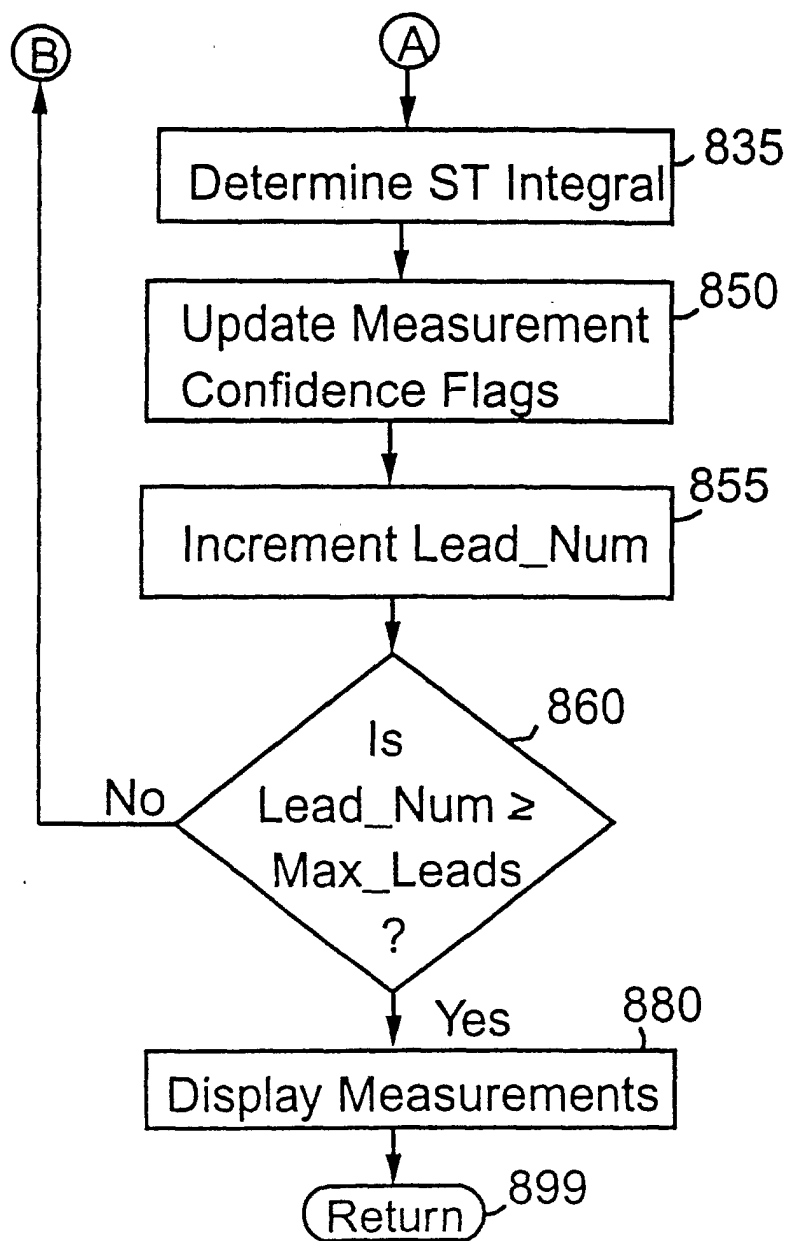 B
A
835
Determine ST Integral
850
Update Measurement
Confidence Flags
855
Increment Lead_Num
860
Is
Lead_Num ≥
Max_Leads
?
No
Yes
880
Display Measurements
Return
899